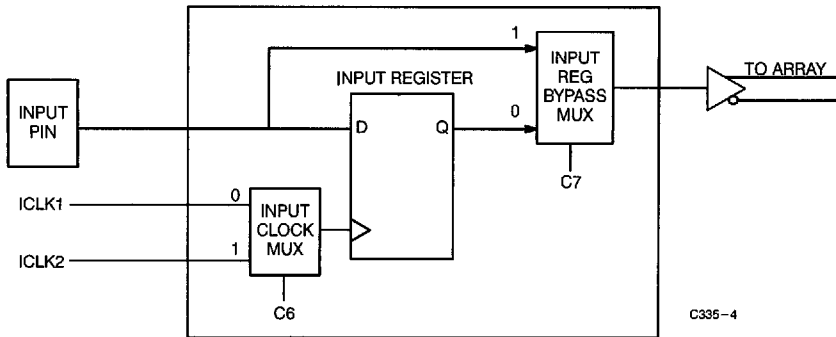 1
INPUT
REG
BYPASS
MUX
TO ARRAY
INPUT REGISTER
INPUT
PIN
D
Q
0
C7
ICLK1
0
INPUT
CLOCK
MUX
ICLK2
1
C6
C335-4